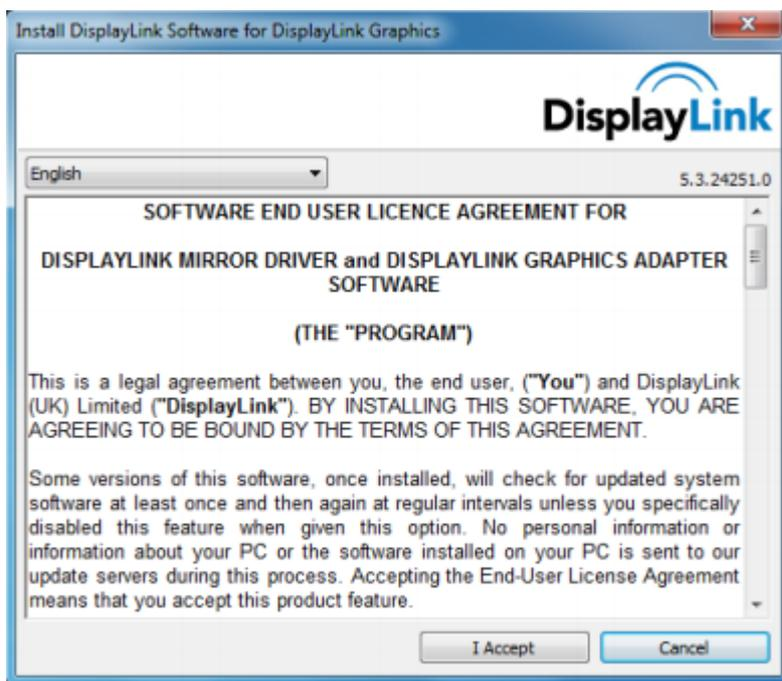 Install DisplayLink Software for DisplayLink Graphics
DisplayLink
English
5.3.24251.0
SOFTWARE END USER LICENCE AGREEMENT FOR
DISPLAYLINK MIRROR DRIVER and DISPLAYLINK GRAPHICS ADAPTER
SOFTWARE
(THE "PROGRAM")
This is a legal agreement between you, the end user, ("You") and DisplayLink
(UK) Limited ("DisplayLink"). BY INSTALLING THIS SOFTWARE, YOU ARE
AGREEING TO BE BOUND BY THE TERMS OF THIS AGREEMENT.
Some versions of this software, once installed, will check for updated system
software at least once and then again at regular intervals unless you specifically
disabled this feature when given this option. No personal information or
information about your PC or the software installed on your PC is sent to our
update servers during this process. Accepting the End-User License Agreement
means that you accept this product feature.
I Accept
Cancel